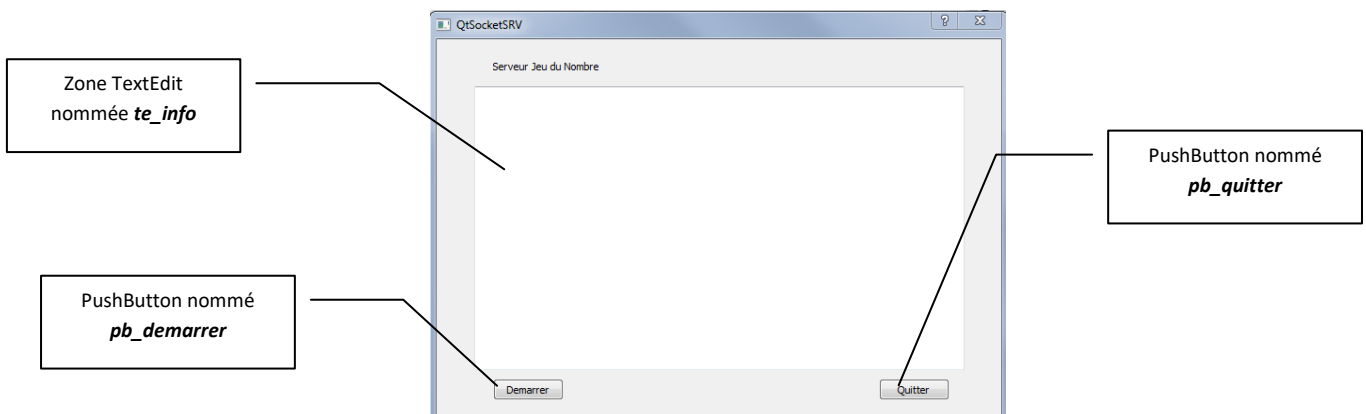 QtSocketSRV
Serveur Jeu du Nombre
Zone TextEdit
nommée te_info
PushButton nommé
pb_quitter
PushButton nommé
pb_demarrer
Demarrer
Quitter